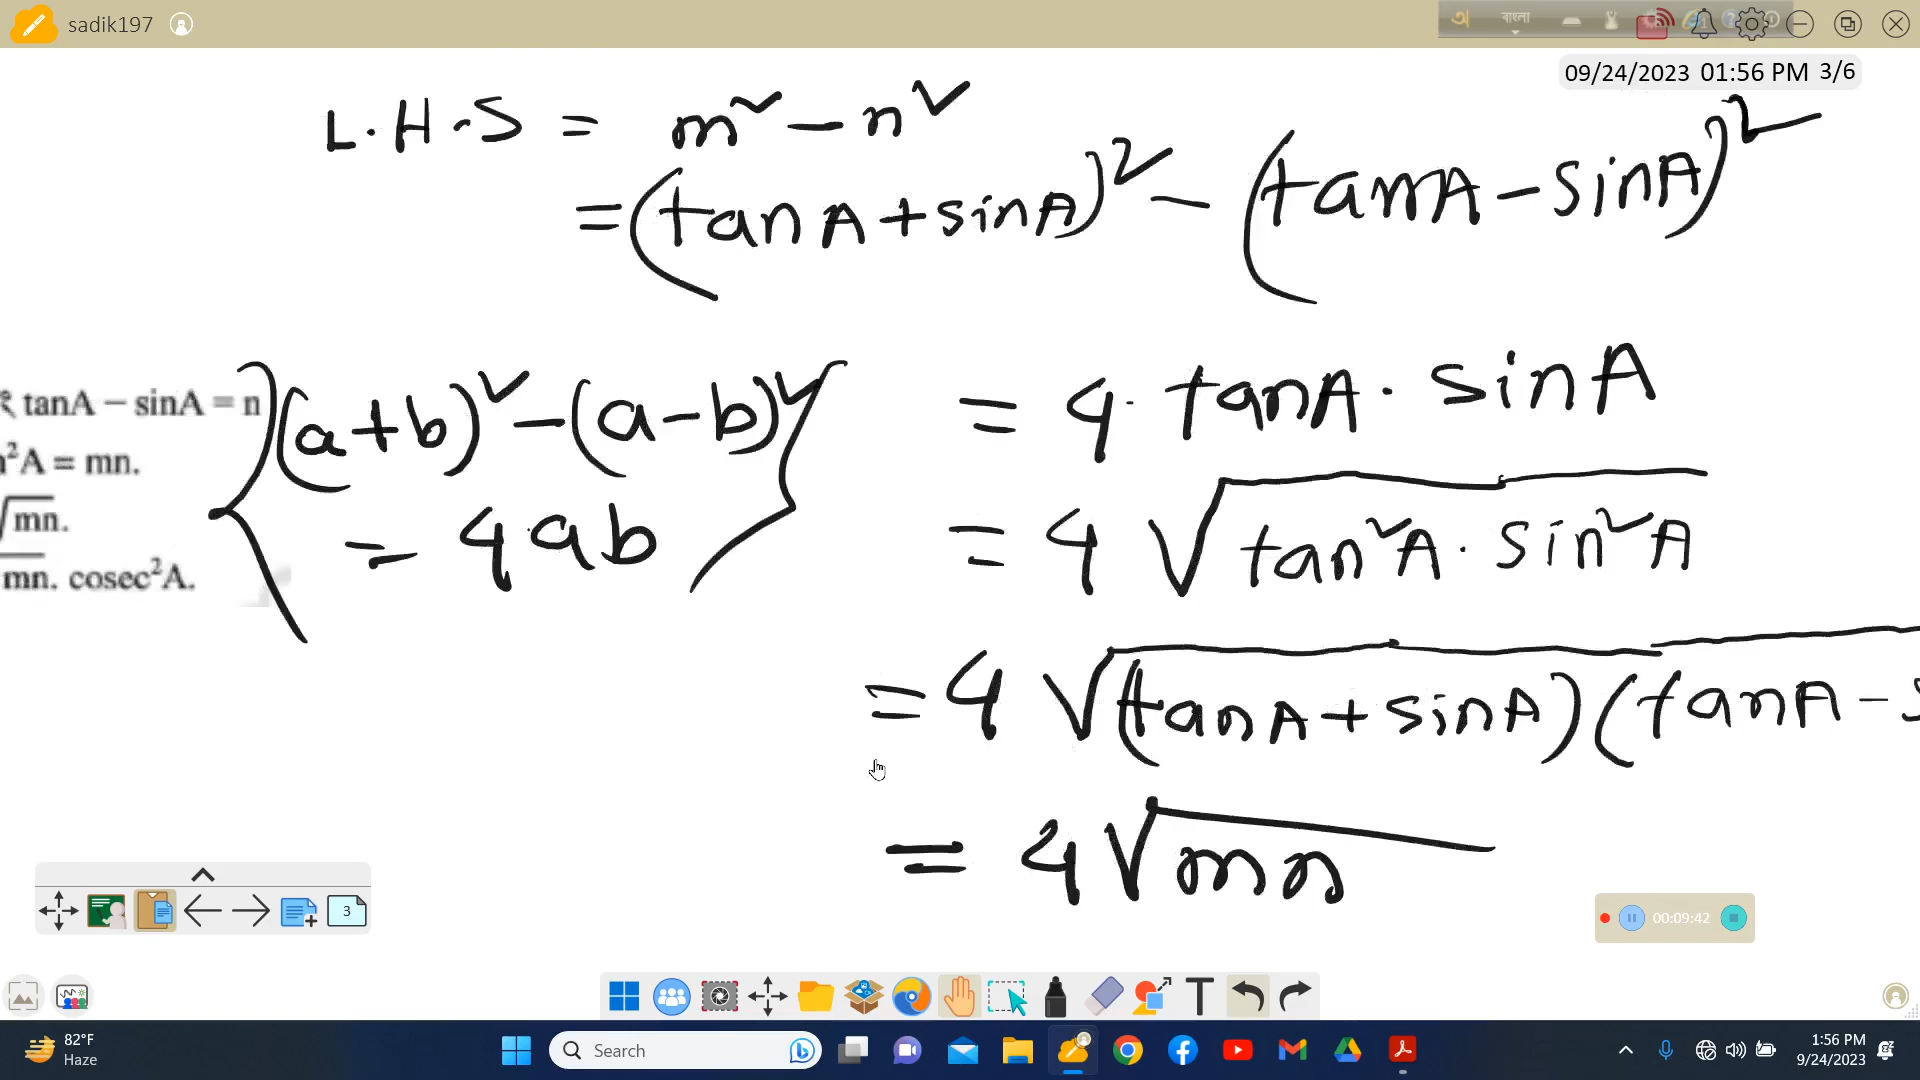 sadik197
বাংলা
09/24/2023 01:56 PM 3/6
L.H.S = m² - n²
= (tanA + sinA)² - (tanA - sinA)²
tanA − sinA = n
²A = mn.
√mn.
mn. cosec²A.
{(a+b)² - (a-b)²
= 4ab}
= 4. tanA. sinA
= 4 √tan²A. sin²A
= 4 √(tanA + sinA)(tanA - s
= 4 √mn
3
00:09:42
82°F
Haze
Search
1:56 PM
9/24/2023